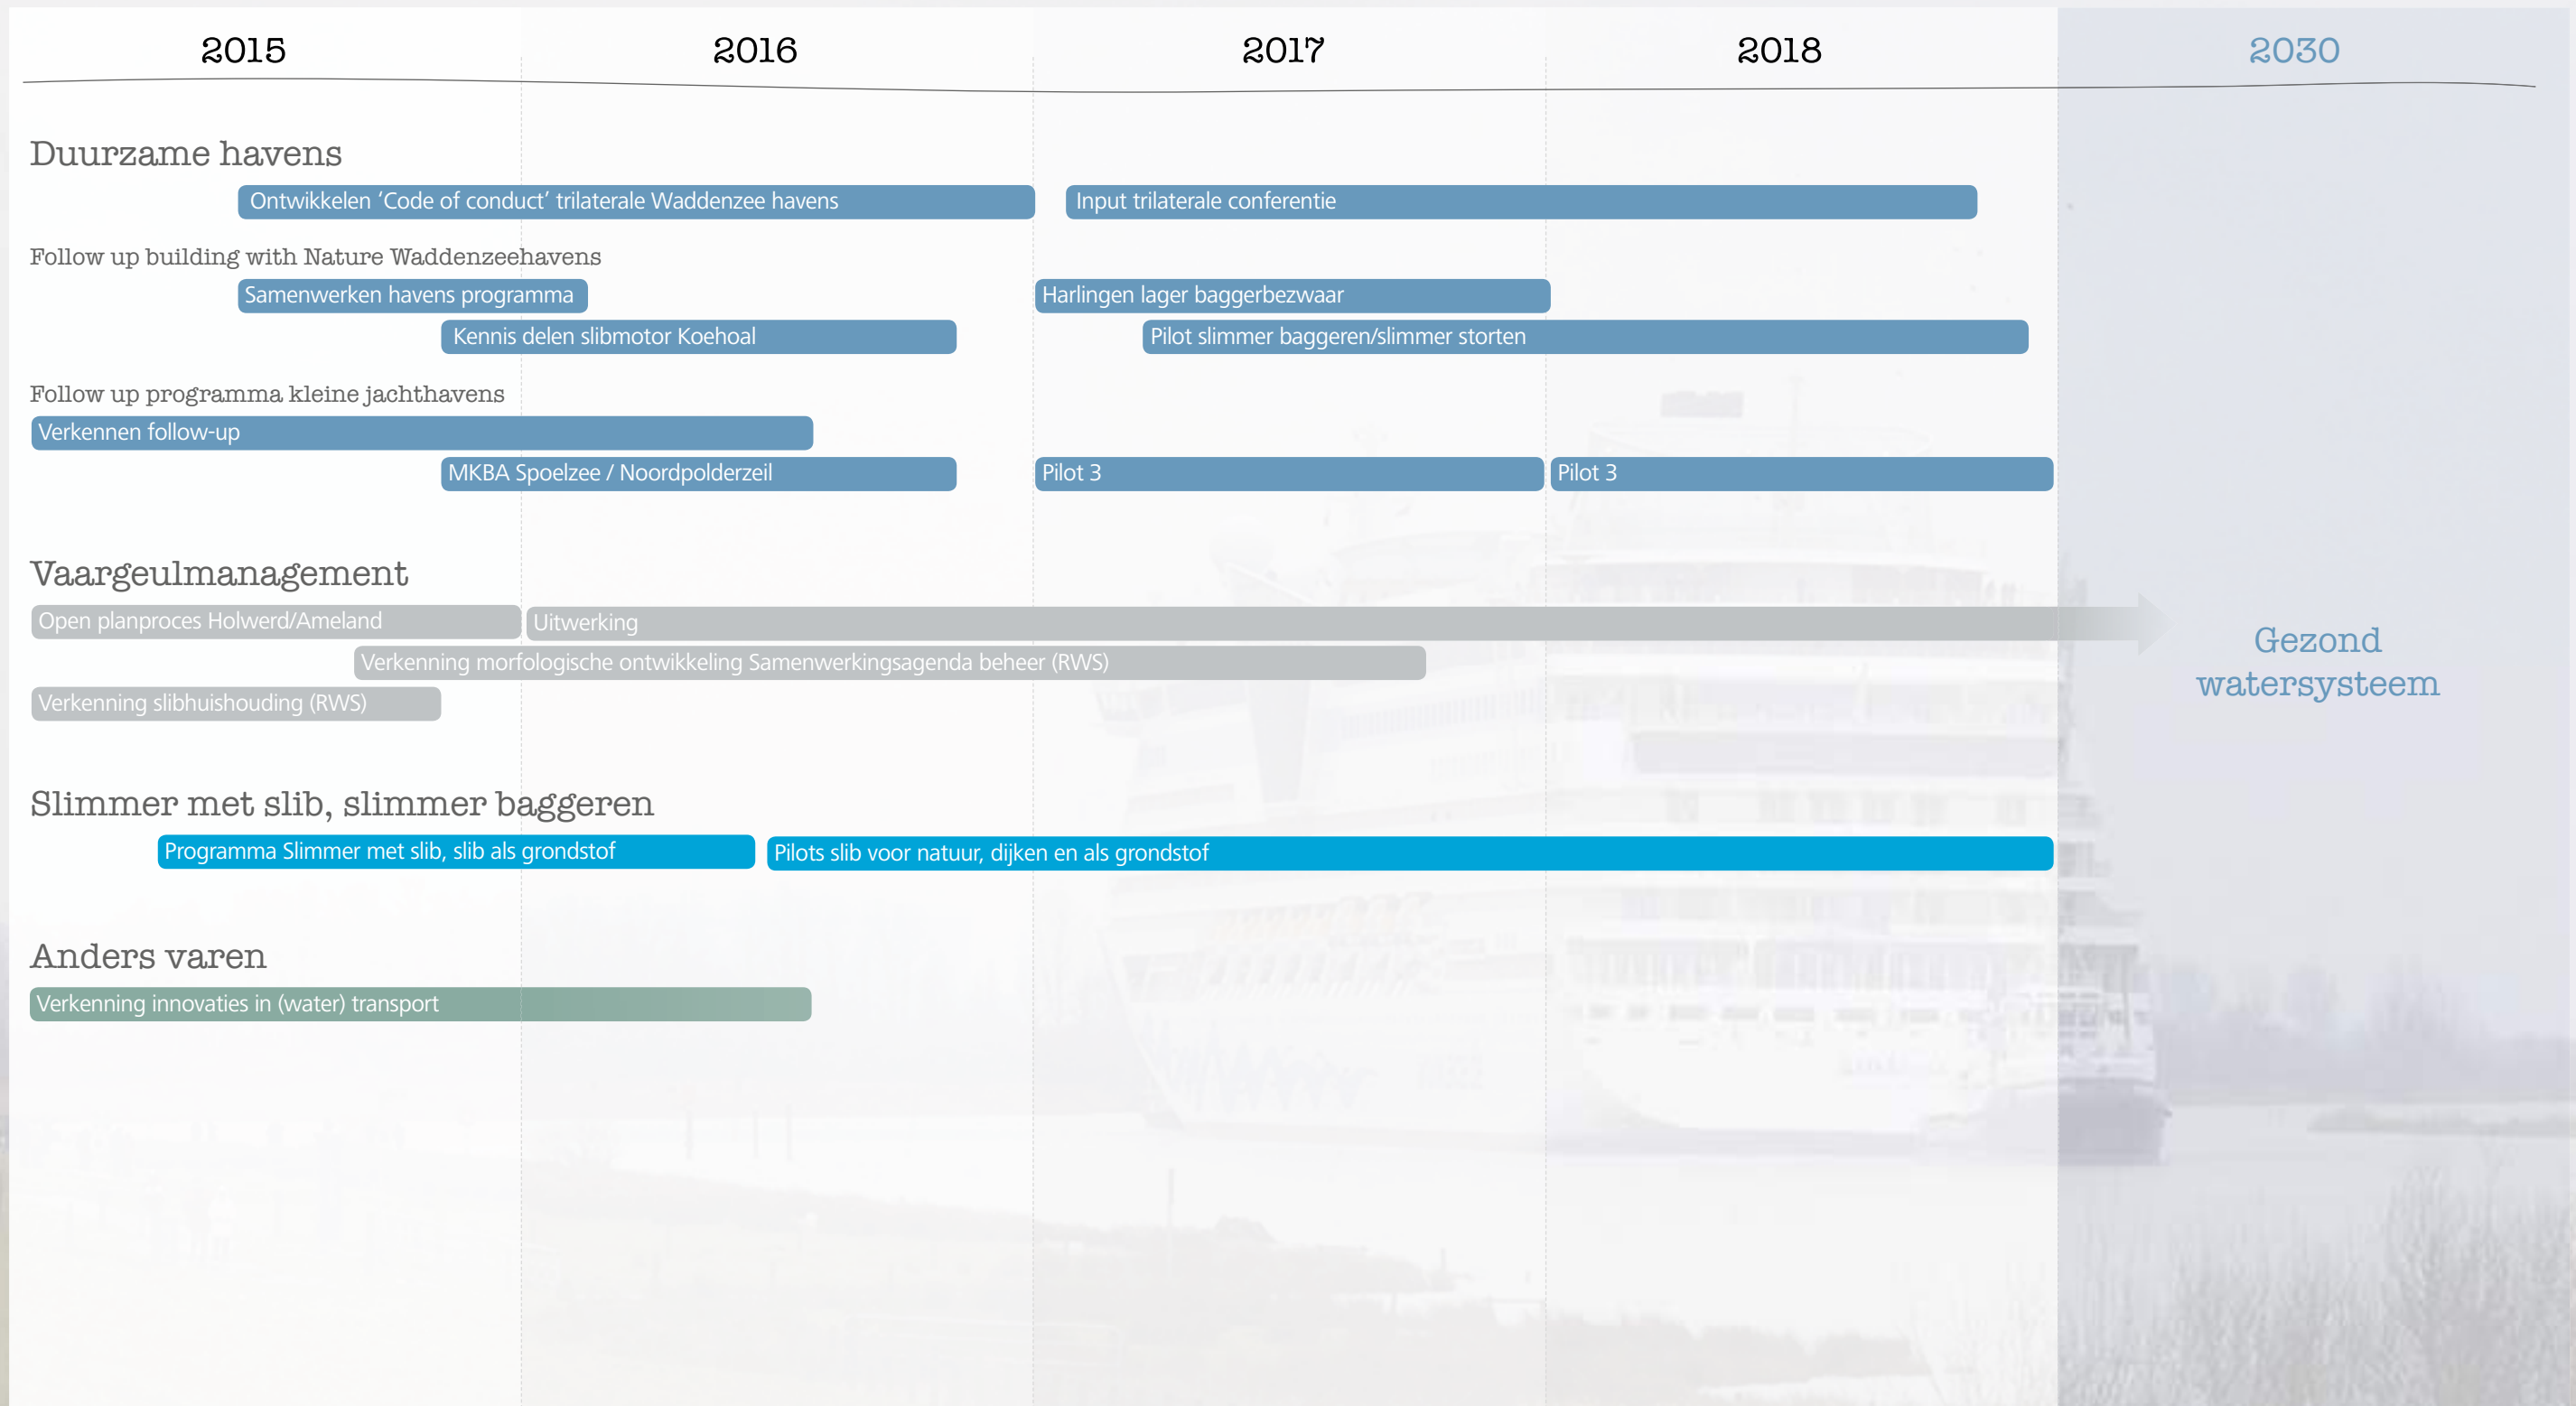 2015 2016 2017 2018 2030
Duurzame havens
Ontwikkelen ‘Code of conduct’ trilaterale Waddenzee havens
Input trilaterale conferentie
Follow up building with Nature Waddenzeehavens
Samenwerken havens programma
Harlingen lager baggerbezwaar
Kennis delen slibmotor Koehoal
Pilot slimmer baggeren/slimmer storten
Follow up programma kleine jachthavens
Verkennen follow-up
MKBA Spoelzee / Noordpolderzeil
Pilot 3
Pilot 3
Vaargeulmanagement
Open planproces Holwerd/Ameland
Uitwerking
Verkenning morfologische ontwikkeling Samenwerkingsagenda beheer (RWS)
Verkenning slibhuishouding (RWS)
Gezond
watersysteem
Slimmer met slib, slimmer baggeren
Programma Slimmer met slib, slib als grondstof
Pilots slib voor natuur, dijken en als grondstof
Anders varen
Verkenning innovaties in (water) transport